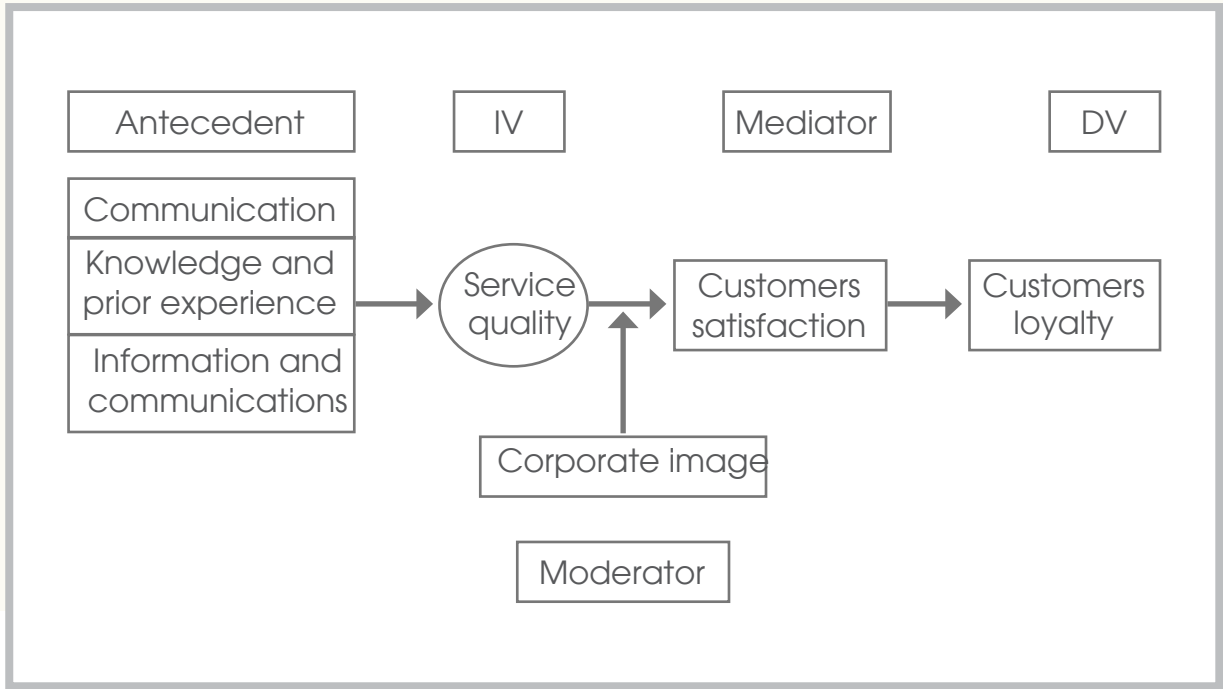 Antecedent
IV
Mediator
DV
Communication
Knowledge and
prior experience
Information and
communications
Service
quality
Customers
satisfaction
Customers
loyalty
Corporate image
Moderator